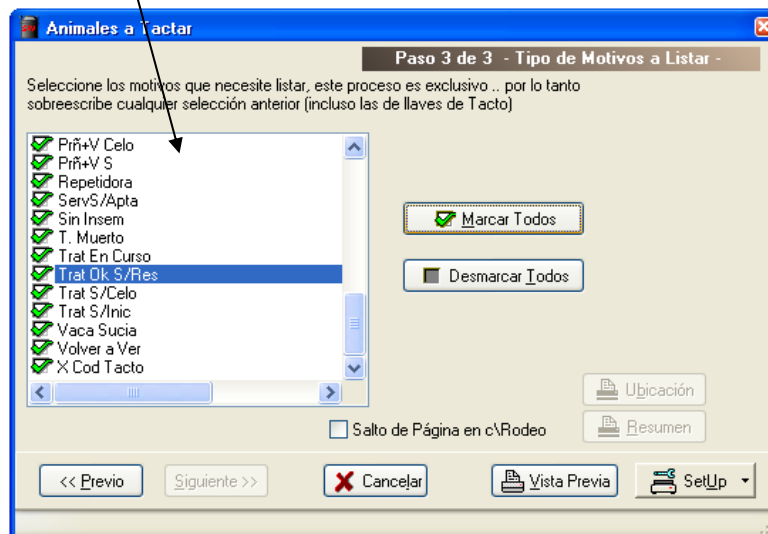 Animales a Tactar
Paso 3 de 3 - Tipo de Motivos a Listar -
Seleccione los motivos que necesite listar, este proceso es exclusivo .. por lo tanto
sobreescribe cualquier selección anterior (incluso las de llaves de Tacto)
Prñ+V Celo
Prñ+V S
Repetidora
ServS/Apta
Sin Insem
T. Muerto
Trat En Curso
Trat Ok S/Res
Trat S/Celo
Trat S/Inic
Vaca Sucia
Volver a Ver
X Cod Tacto
Marcar Todos
Desmarcar Todos
Ubicación
Salto de Página en c\Rodeo
Resumen
<< Previo
Siguiente >>
Cancelar
Vista Previa
SetUp